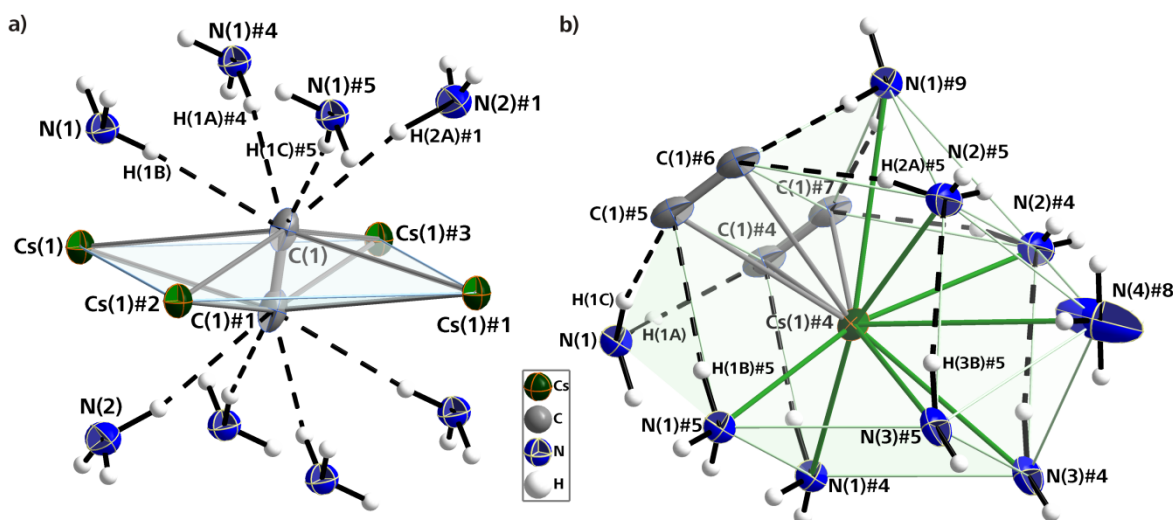 a)
N(1)#4
N(1)#5
N(2)#1
N(1)
H(1A)#4
H(2A)#1
H(1C)#5
H(1B)
Cs(1)
C(1)
Cs(1)#3
Cs(1)#2
C(1)#1
Cs(1)#1
N(2)
Cs
C
N
H
b)
N(1)#9
C(1)#6
H(2A)#5
N(2)#5
C(1)#7
N(2)#4
C(1)#5
C(1)#4
N(4)#8
H(1C)
Cs(1)#4
H(1A)
N(1)
H(1B)#5
H(3B)#5
N(1)#5
N(3)#5
N(1)#4
N(3)#4